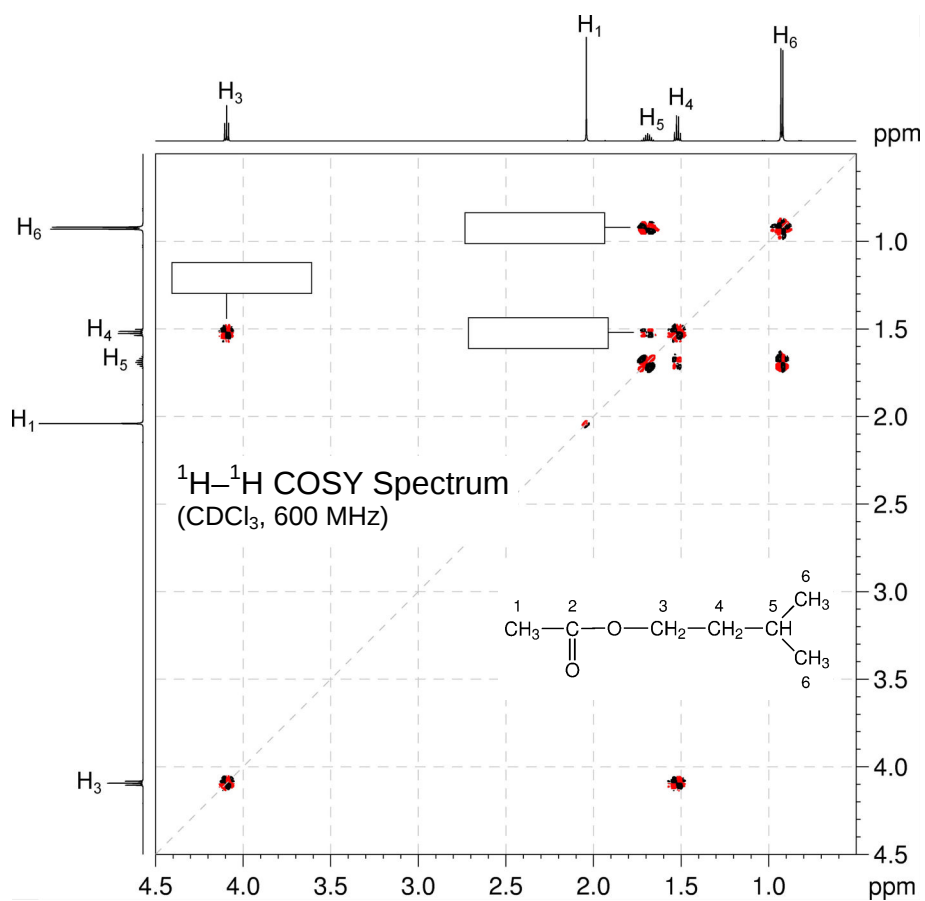 H₁
H₆
H₃
H₄
H₅
ppm
H₆
1.0
H₄
1.5
H₅
H₁
2.0
¹H–¹H COSY Spectrum
(CDCl₃, 600 MHz)
2.5
3.0
6
1 2 3 4 5 CH₃
CH₃ C O CH₂ CH₂ CH
O CH₃
6
3.5
H₃
4.0
4.5
4.5 4.0 3.5 3.0 2.5 2.0 1.5 1.0 ppm